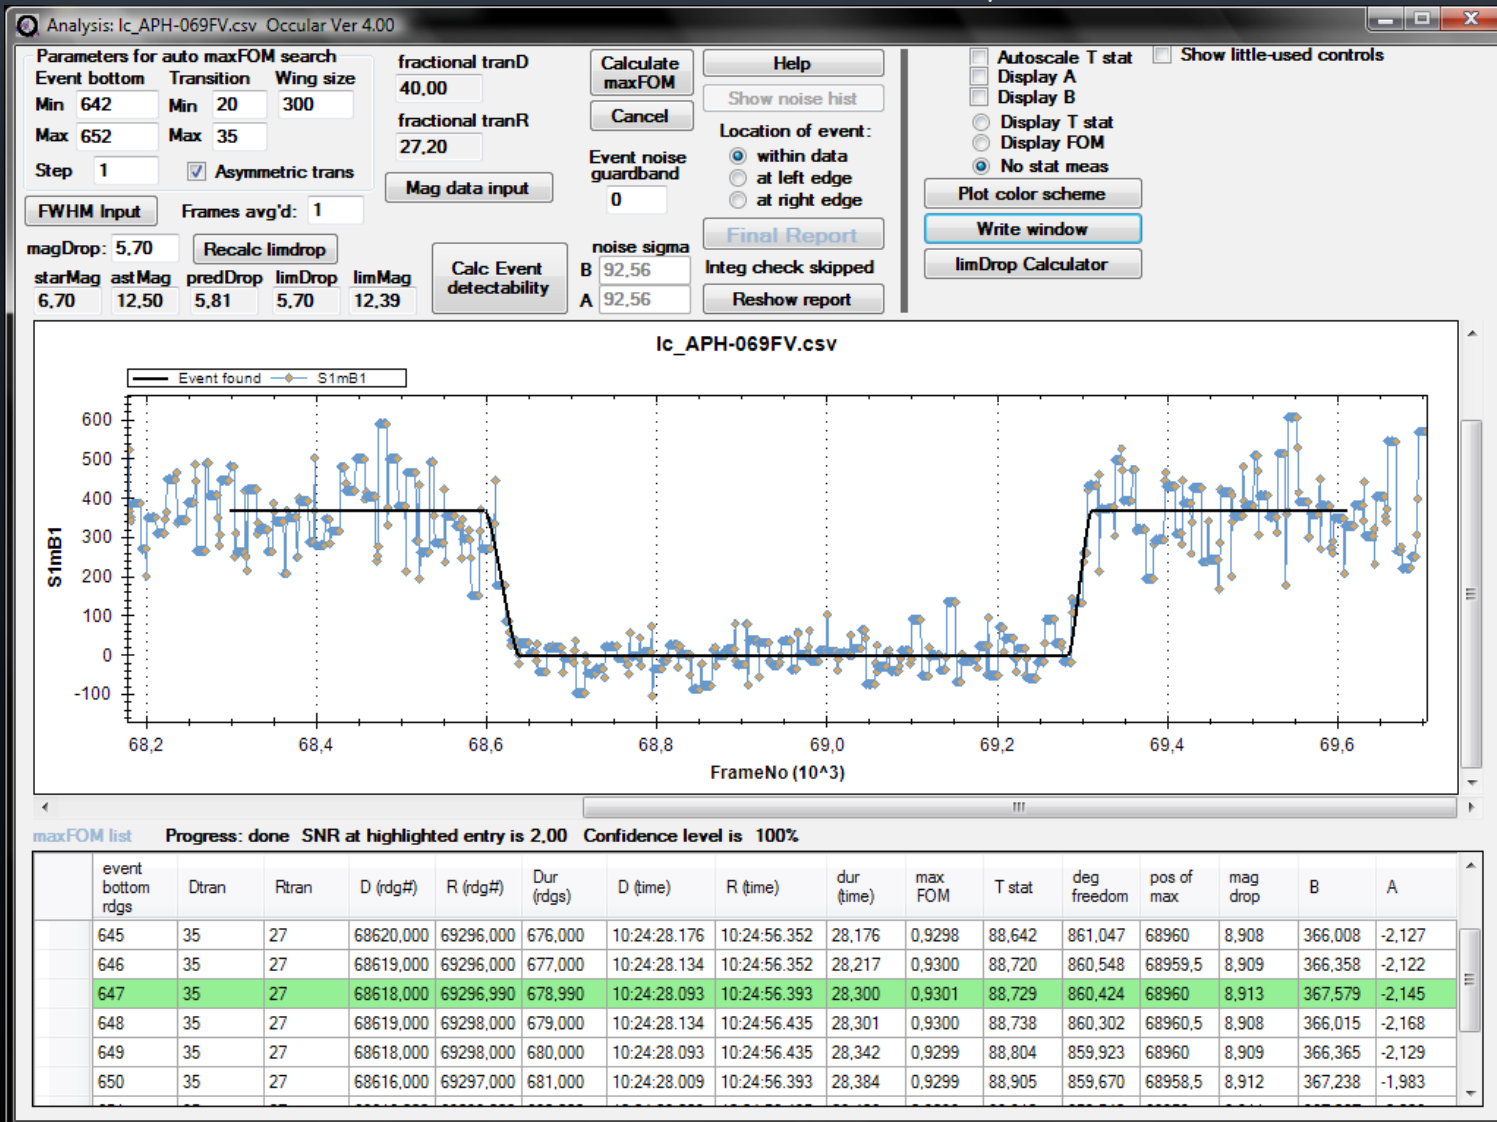 Analysis: lc_APH-069FV.csv  Occular Ver 4.00
Parameters for auto maxFOM search
Event bottom Transition Wing size
Min 642 Min 20 300
Max 652 Max 35
Step 1 Asymmetric trans
FWHM Input Frames avg'd: 1
magDrop: 5,70 Recalc limdrop
starMag astMag predDrop limDrop limMag
6,70 12,50 5,81 5,70 12,39
fractional tranD
40,00
fractional tranR
27,20
Mag data input
Calc Event detectability
Calculate maxFOM
Cancel
Event noise guardband
0
noise sigma
B 92,56
A 92,56
Help
Show noise hist
Location of event:
within data
at left edge
at right edge
Final Report
Integ check skipped
Reshow report
Autoscale T stat
Display A
Display B
Display T stat
Display FOM
No stat meas
Plot color scheme
Write window
limDrop Calculator
Show little-used controls
lc_APH-069FV.csv
Event found S1mB1
600
500
400
300
200
100
0
-100
S1mB1
68,2 68,4 68,6 68,8 69,0 69,2 69,4 69,6
FrameNo (10^3)
maxFOM list Progress: done SNR at highlighted entry is 2,00 Confidence level is 100%
event bottom rdgs Dtran Rtran D (rdg#) R (rdg#) Dur (rdgs) D (time) R (time) dur (time) max FOM T stat deg freedom pos of max mag drop B A
645 35 27 68620,000 69296,000 676,000 10:24:28.176 10:24:56.352 28,176 0,9298 88,642 861,047 68960 8,908 366,008 -2,127
646 35 27 68619,000 69296,000 677,000 10:24:28.134 10:24:56.352 28,217 0,9300 88,720 860,548 68959,5 8,909 366,358 -2,122
647 35 27 68618,000 69296,990 678,990 10:24:28.093 10:24:56.393 28,300 0,9301 88,729 860,424 68960 8,913 367,579 -2,145
648 35 27 68619,000 69298,000 679,000 10:24:28.134 10:24:56.435 28,301 0,9300 88,738 860,302 68960,5 8,908 366,015 -2,168
649 35 27 68618,000 69298,000 680,000 10:24:28.093 10:24:56.435 28,342 0,9299 88,804 859,923 68960 8,909 366,365 -2,129
650 35 27 68616,000 69297,000 681,000 10:24:28.009 10:24:56.393 28,384 0,9299 88,905 859,670 68958,5 8,912 367,238 -1,983